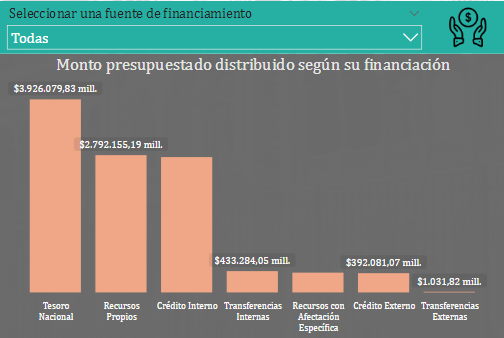 Seleccionar una fuente de financiamiento
Todas
$
Monto presupuestado distribuido según su financiación
$3.926.079,83 mill.
$2.792.155,19 mill.
$433.284,05 mill.
$392.081,07 mill.
$1.031,82 mill.
Tesoro
Nacional
Recursos
Propios
Crédito Interno
Transferencias
Internas
Recursos con
Afectación
Específica
Crédito Externo
Transferencias
Externas